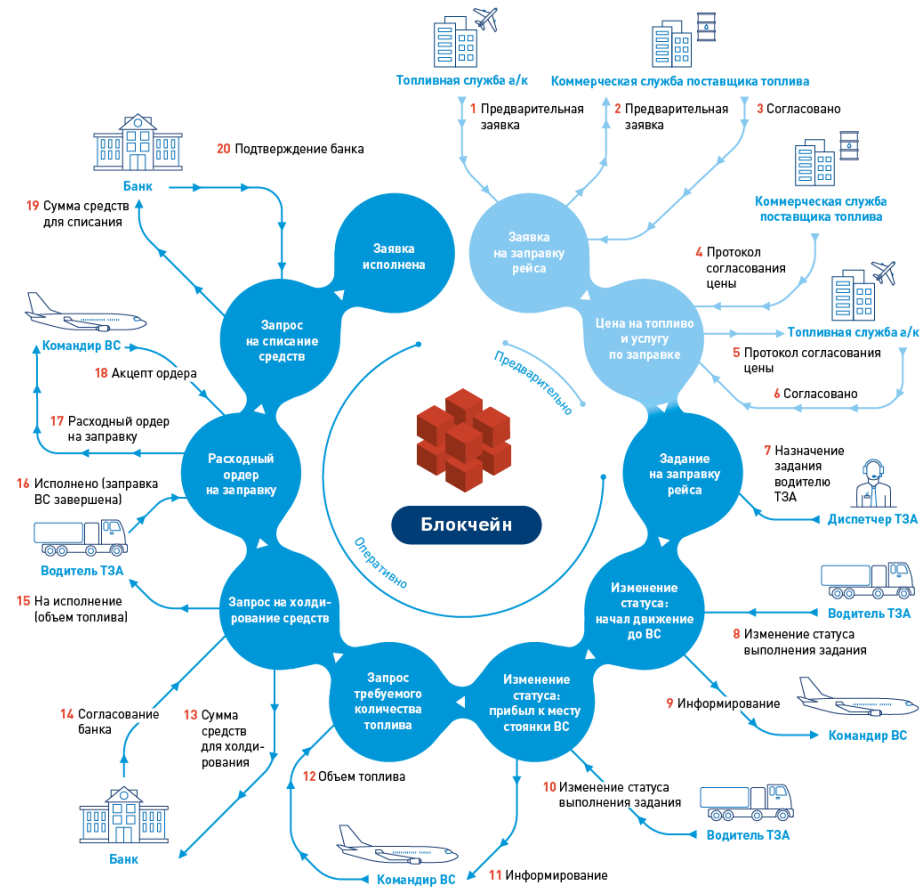 Топливная служба а/к
Коммерческая служба поставщика топлива
1 Предварительная
заявка
2 Предварительная
заявка
3 Согласовано
Коммерческая служба
поставщика топлива
4 Протокол
согласования
цены
Топливная служба а/к
5 Протокол согласования
цены
6 Согласовано
Заявка
на заправку
рейса
Цена на топливо
и услугу
по заправке
Предварительно
Задание
на заправку
рейса
7 Назначение
задания
водителю
ТЗА
Диспетчер ТЗА
Изменение
статуса:
начал движение
до ВС
Водитель ТЗА
8 Изменение статуса
выполнения задания
9 Информирование
Командир ВС
Изменение
статуса:
прибыл к месту
стоянки ВС
10 Изменение статуса
выполнения задания
Водитель ТЗА
11 Информирование
Командир ВС
12 Объем топлива
Запрос
требуемого
количества
топлива
Запрос на холди-
рование средств
13 Сумма
средств
для холди-
рования
14 Согласование
банка
Банк
15 На исполнение
(объем топлива)
Водитель ТЗА
16 Исполнено (заправка
ВС завершена)
Расходный
ордер
на заправку
17 Расходный ордер
на заправку
18 Акцепт ордера
Командир ВС
Запрос
на списание
средств
19 Сумма средств
для списания
Банк
20 Подтверждение банка
Заявка
исполнена
Оперативно
Блокчейн